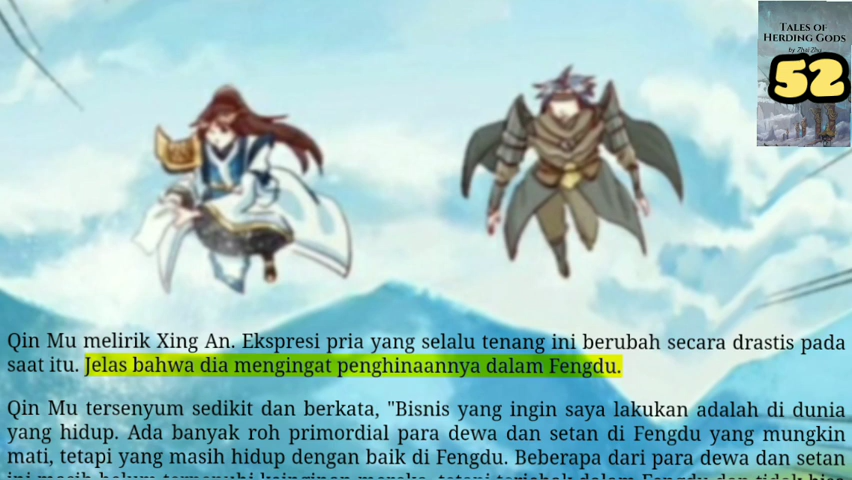 TALES OF
HERDING GODS
by Zhai Zhu
52
Qin Mu melirik Xing An. Ekspresi pria yang selalu tenang ini berubah secara drastis pada
saat itu. Jelas bahwa dia mengingat penghinaannya dalam Fengdu.
Qin Mu tersenyum sedikit dan berkata, "Bisnis yang ingin saya lakukan adalah di dunia
yang hidup. Ada banyak roh primordial para dewa dan setan di Fengdu yang mungkin
mati, tetapi yang masih hidup dengan baik di Fengdu. Beberapa dari para dewa dan setan